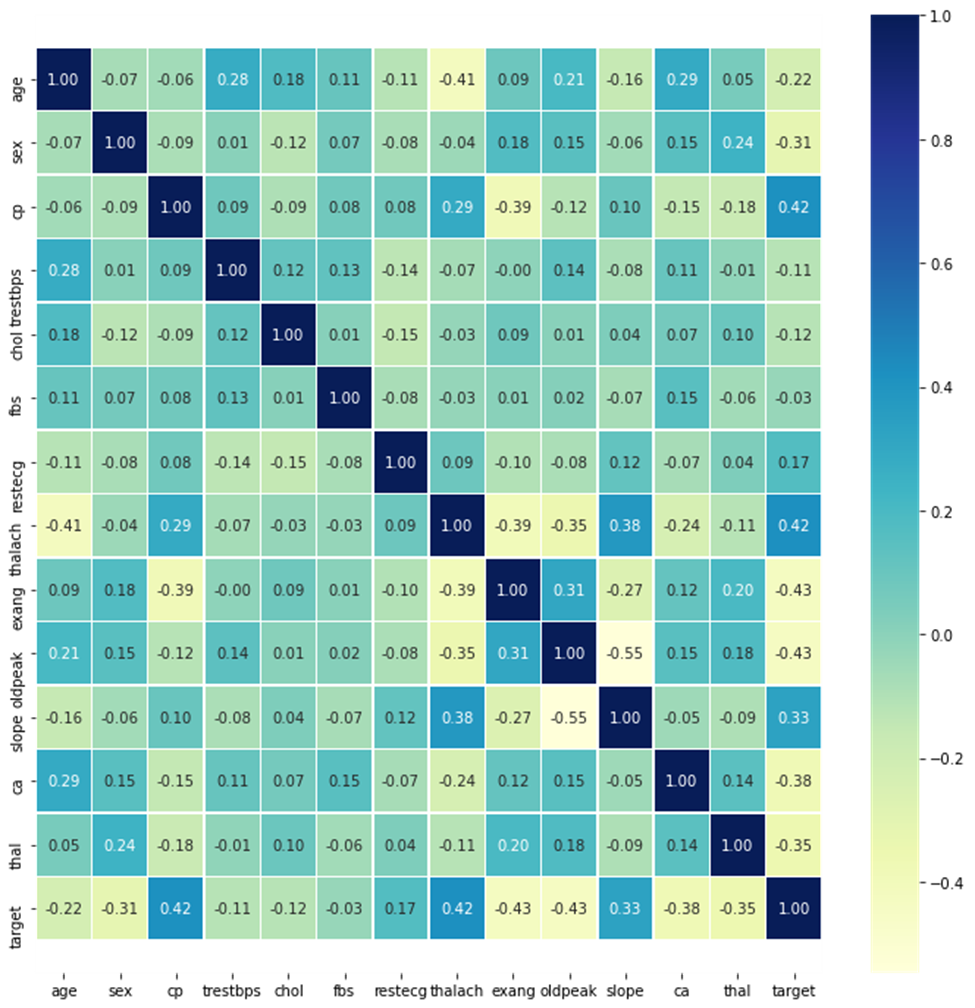 age 1.00 -0.07 -0.06 0.28 0.18 0.11 -0.11 -0.41 0.09 0.21 -0.16 0.29 0.05 -0.22
sex -0.07 1.00 -0.09 0.01 -0.12 0.07 -0.08 -0.04 0.18 0.15 -0.06 0.15 0.24 -0.31
cp -0.06 -0.09 1.00 0.09 -0.09 0.08 0.08 0.29 -0.39 -0.12 0.10 -0.15 -0.18 0.42
trestbps 0.28 0.01 0.09 1.00 0.12 0.13 -0.14 -0.07 -0.00 0.14 -0.08 0.11 -0.01 -0.11
chol 0.18 -0.12 -0.09 0.12 1.00 0.01 -0.15 -0.03 0.09 0.01 0.04 0.07 0.10 -0.12
fbs 0.11 0.07 0.08 0.13 0.01 1.00 -0.08 -0.03 0.01 0.02 -0.07 0.15 -0.06 -0.03
restecg -0.11 -0.08 0.08 -0.14 -0.15 -0.08 1.00 0.09 -0.10 -0.08 0.12 -0.07 0.04 0.17
thalach -0.41 -0.04 0.29 -0.07 -0.03 -0.03 0.09 1.00 -0.39 -0.35 0.38 -0.24 -0.11 0.42
exang 0.09 0.18 -0.39 -0.00 0.09 0.01 -0.10 -0.39 1.00 0.31 -0.27 0.12 0.20 -0.43
oldpeak 0.21 0.15 -0.12 0.14 0.01 0.02 -0.08 -0.35 0.31 1.00 -0.55 0.15 0.18 -0.43
slope -0.16 -0.06 0.10 -0.08 0.04 -0.07 0.12 0.38 -0.27 -0.55 1.00 -0.05 -0.09 0.33
ca 0.29 0.15 -0.15 0.11 0.07 0.15 -0.07 -0.24 0.12 0.15 -0.05 1.00 0.14 -0.38
thal 0.05 0.24 -0.18 -0.01 0.10 -0.06 0.04 -0.11 0.20 0.18 -0.09 0.14 1.00 -0.35
target -0.22 -0.31 0.42 -0.11 -0.12 -0.03 0.17 0.42 -0.43 -0.43 0.33 -0.38 -0.35 1.00
age sex cp trestbps chol fbs restecg thalach exang oldpeak slope ca thal target
1.0
0.8
0.6
0.4
0.2
0.0
−0.2
−0.4